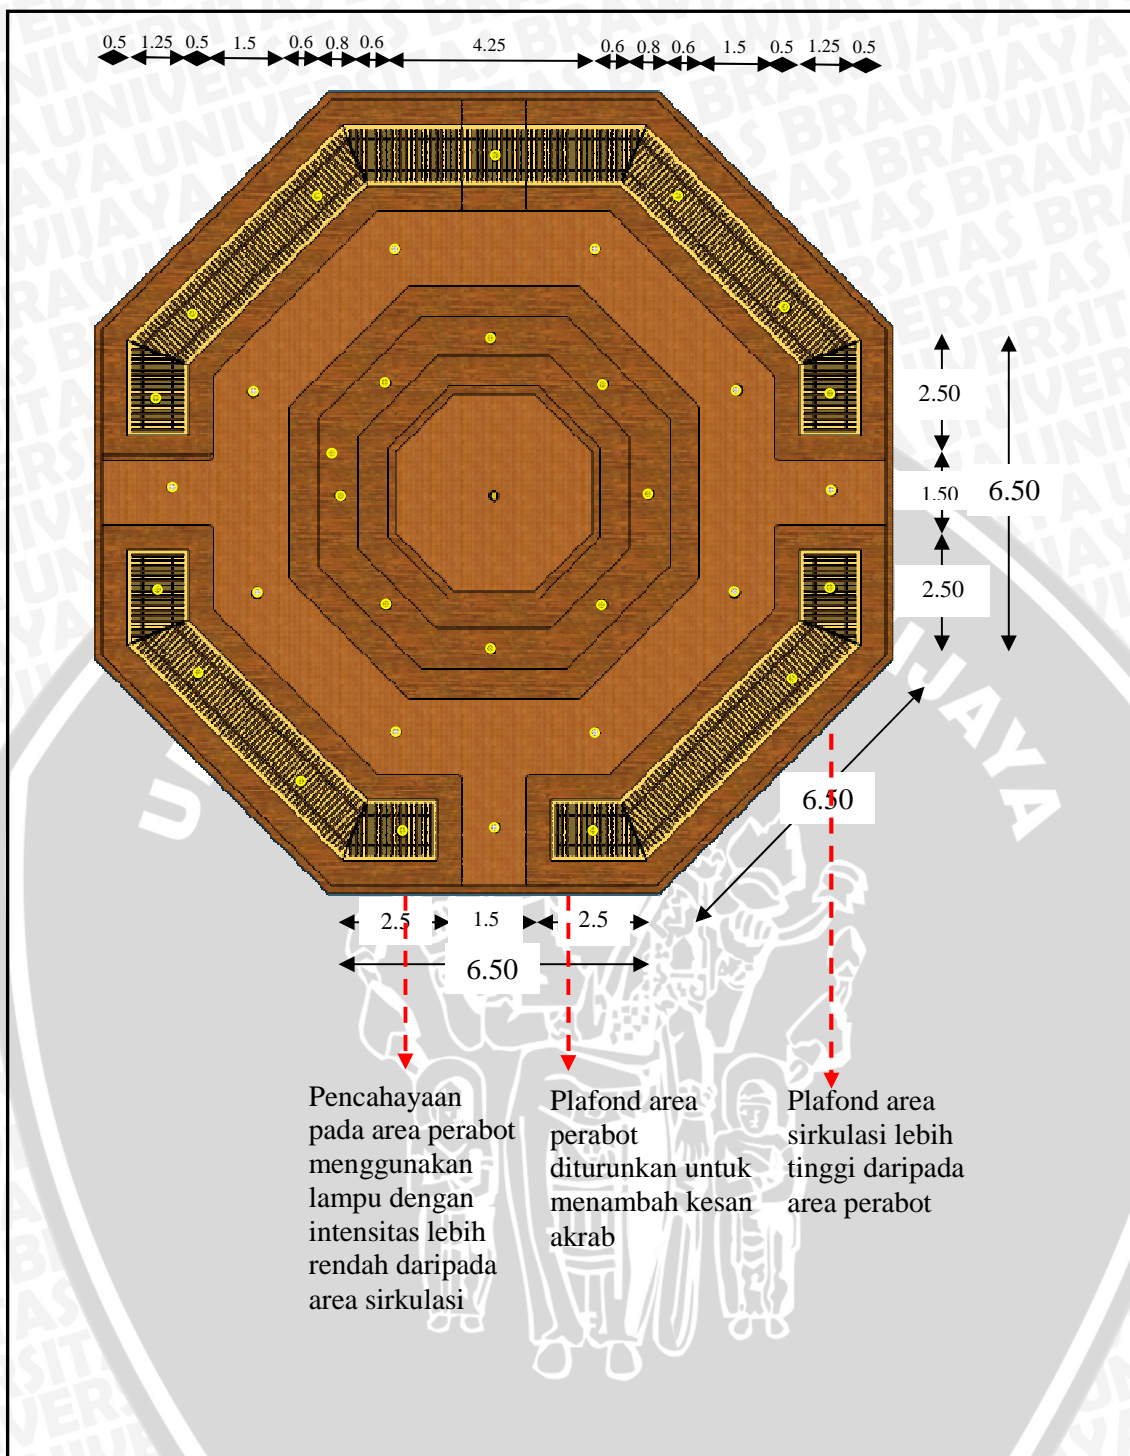 0.5 1.25 0.5 1.5 0.6 0.8 0.6 4.25 0.6 0.8 0.6 1.5 0.5 1.25 0.5
2.50
1.50 6.50
2.50
6.50
2.5 1.5 2.5
6.50
Pencahayaan
pada area perabot
menggunakan
lampu dengan
intensitas lebih
rendah daripada
area sirkulasi
Plafond area
perabot
diturunkan untuk
menambah kesan
akrab
Plafond area
sirkulasi lebih
tinggi daripada
area perabot